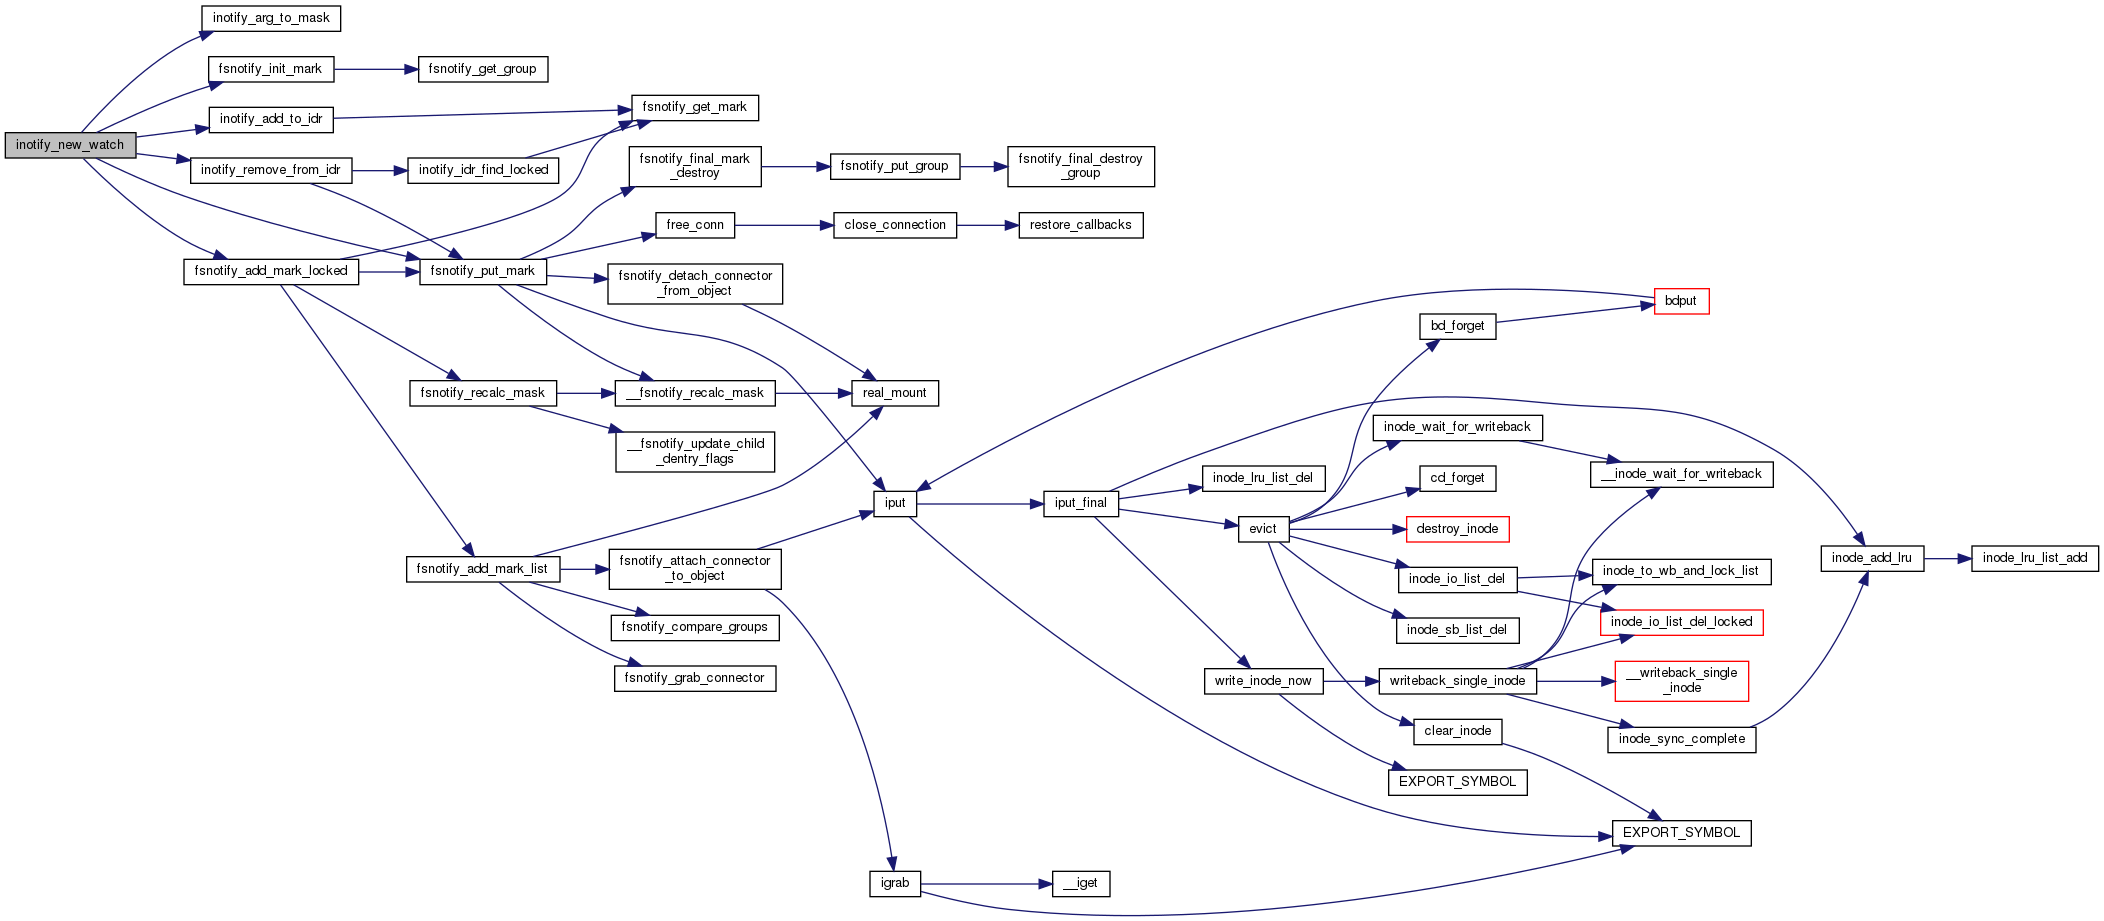 inotify_new_watch
inotify_arg_to_mask
fsnotify_init_mark
fsnotify_get_group
inotify_add_to_idr
fsnotify_get_mark
inotify_remove_from_idr
inotify_idr_find_locked
fsnotify_add_mark_locked
fsnotify_put_mark
fsnotify_final_mark
_destroy
fsnotify_put_group
fsnotify_final_destroy
_group
free_conn
close_connection
restore_callbacks
fsnotify_detach_connector
_from_object
fsnotify_recalc_mask
__fsnotify_recalc_mask
real_mount
__fsnotify_update_child
_dentry_flags
fsnotify_add_mark_list
fsnotify_attach_connector
_to_object
fsnotify_compare_groups
fsnotify_grab_connector
iput
igrab
__iget
iput_final
inode_lru_list_del
evict
write_inode_now
bd_forget
bdput
inode_wait_for_writeback
__inode_wait_for_writeback
cd_forget
destroy_inode
inode_io_list_del
inode_to_wb_and_lock_list
inode_io_list_del_locked
inode_sb_list_del
writeback_single_inode
__writeback_single
_inode
clear_inode
inode_sync_complete
EXPORT_SYMBOL
EXPORT_SYMBOL
inode_add_lru
inode_lru_list_add